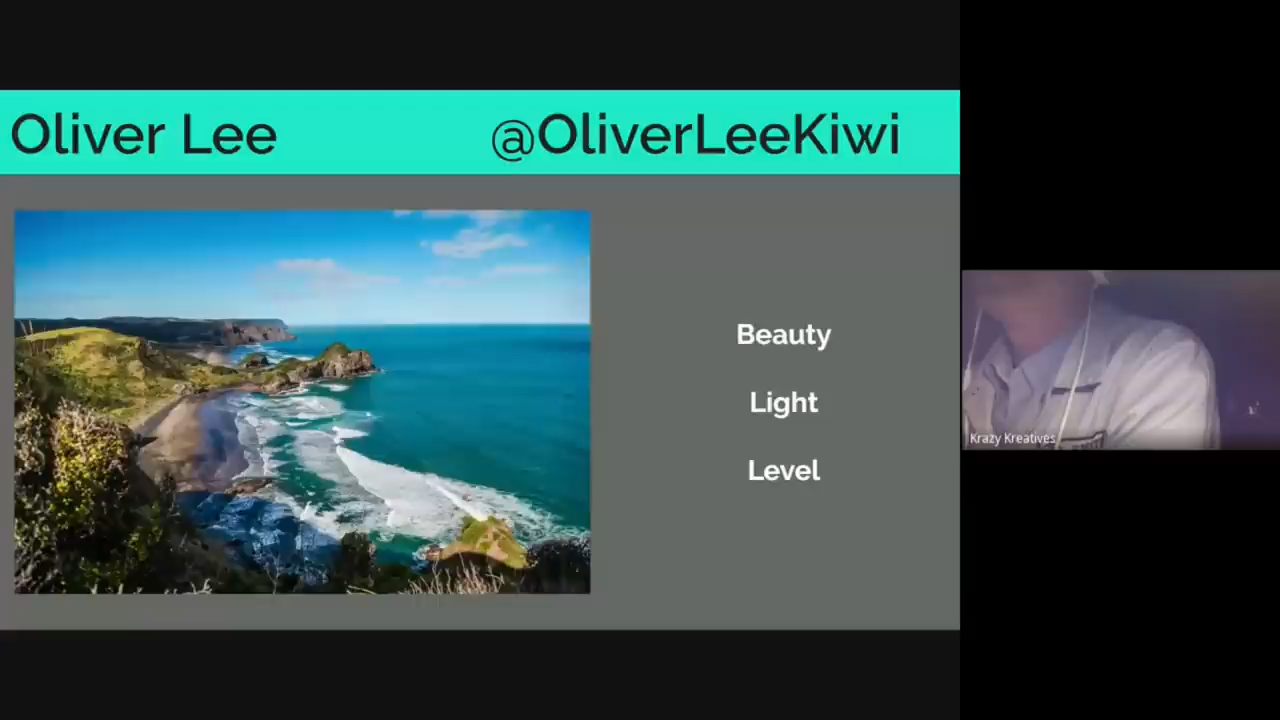 Oliver Lee @OliverLeeKiwi
Beauty
Light
Level
Krazy Kreatives